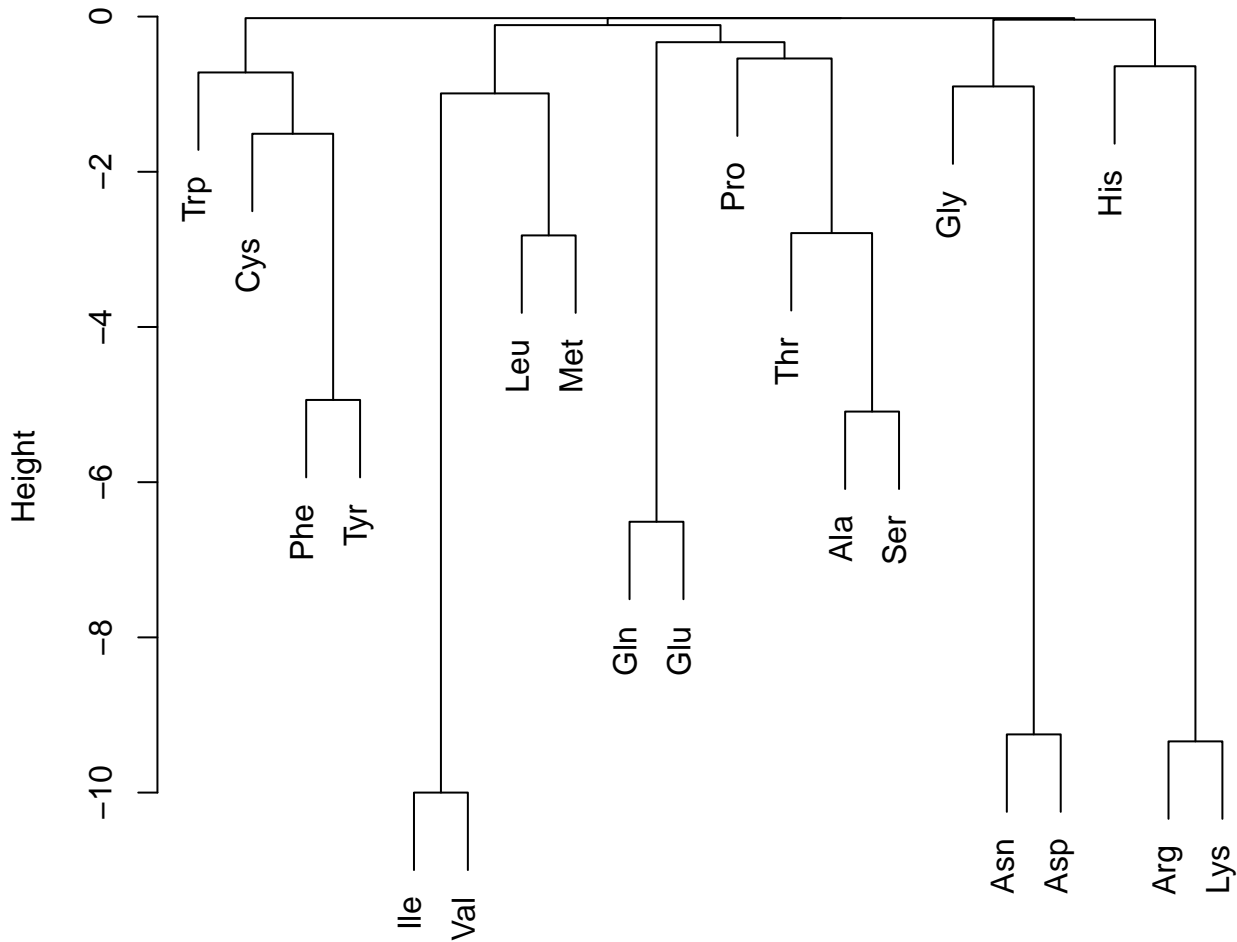 Height
0
−2
−4
−6
−8
−10
Trp
Cys
Phe
Tyr
Ile
Val
Leu
Met
Gln
Glu
Pro
Thr
Ala
Ser
Gly
Asn
Asp
His
Arg
Lys